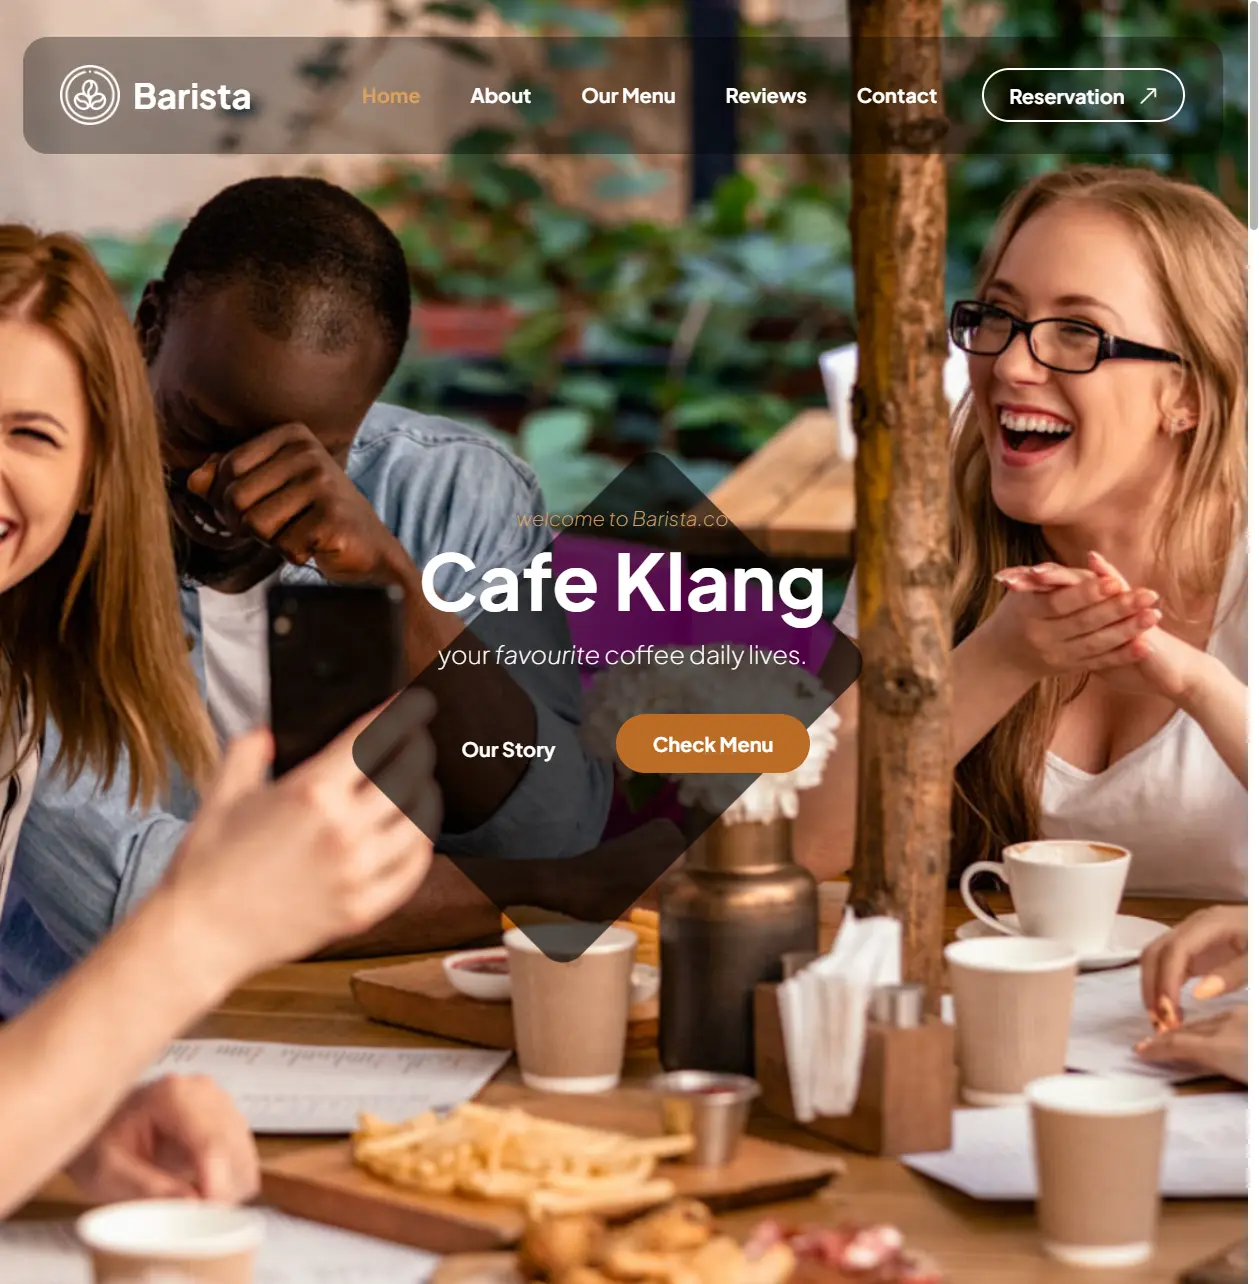 Barista
Home
About
Our Menu
Reviews
Contact
Reservation
welcome to Barista.co
Cafe Klang
your favourite coffee daily lives.
Our Story
Check Menu